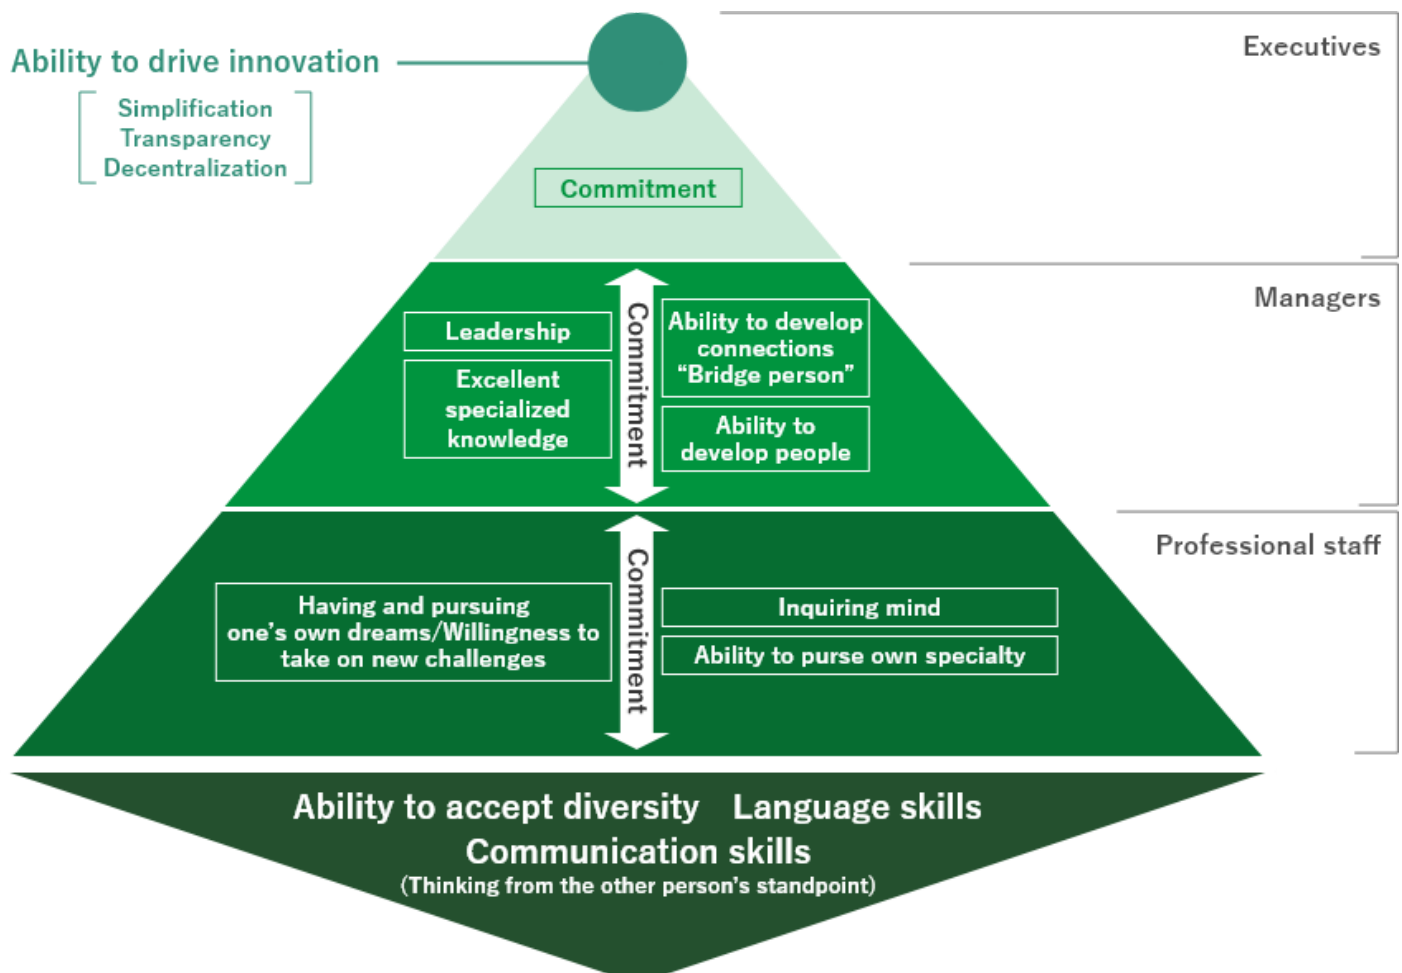 Ability to drive innovation
Simplification
Transparency
Decentralization
Executives
Commitment
Managers
Leadership
Excellent
specialized
knowledge
Commitment
Ability to develop
connections
“Bridge person”
Ability to
develop people
Professional staff
Having and pursuing
one’s own dreams/Willingness to
take on new challenges
Commitment
Inquiring mind
Ability to purse own specialty
Ability to accept diversity Language skills
Communication skills
(Thinking from the other person’s standpoint)